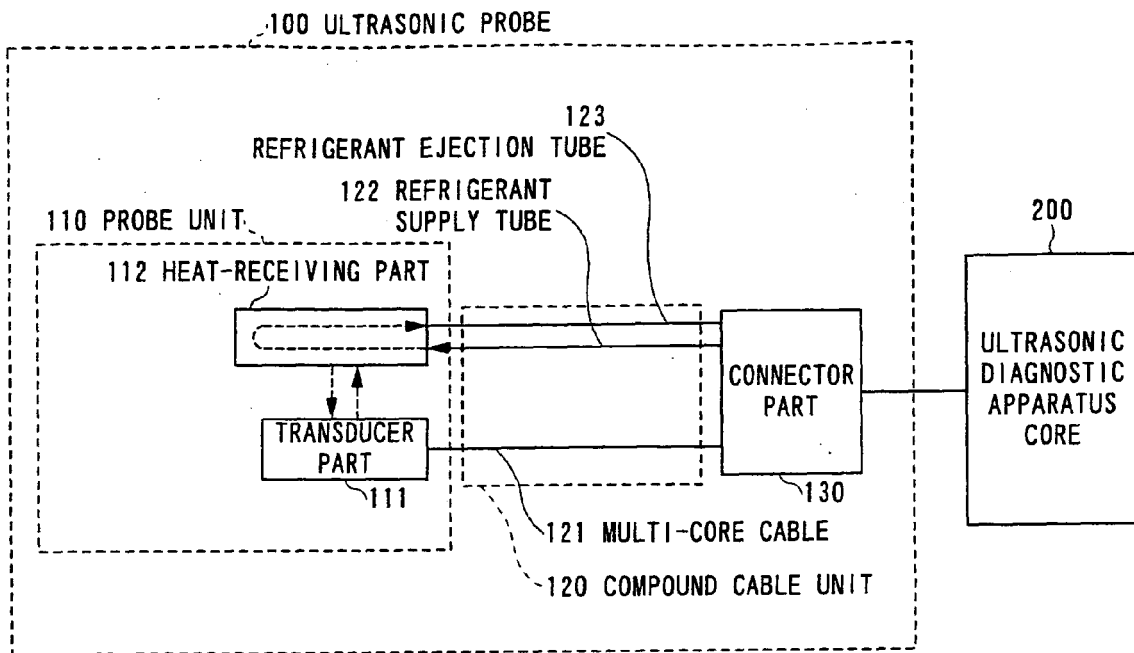 100 ULTRASONIC PROBE
123
REFRIGERANT EJECTION TUBE
122 REFRIGERANT
SUPPLY TUBE
110 PROBE UNIT
112 HEAT-RECEIVING PART
200
CONNECTOR
PART
ULTRASONIC
DIAGNOSTIC
APPARATUS
CORE
TRANSDUCER
PART
111
130
121 MULTI-CORE CABLE
120 COMPOUND CABLE UNIT